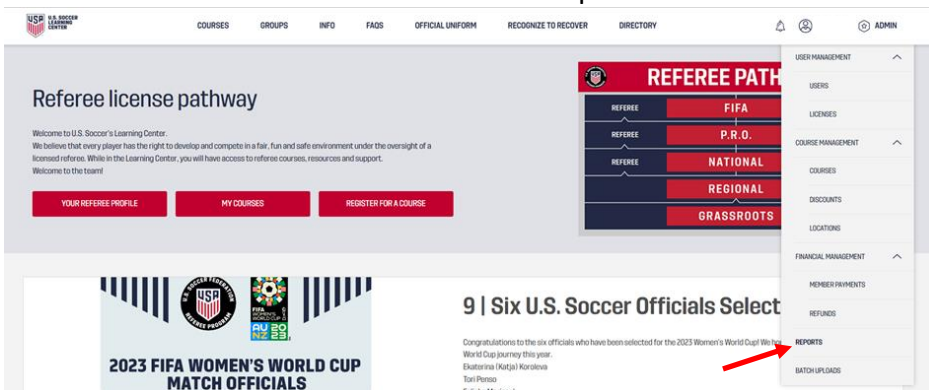 U.S. SOCCER
LEARNING
CENTER
COURSES
GROUPS
INFO
FAQS
OFFICIAL UNIFORM
RECOGNIZE TO RECOVER
DIRECTORY
ADMIN
Referee license pathway
Welcome to U.S. Soccer's Learning Center.
We believe that every player has the right to develop and compete in a fair, fun and safe environment under the oversight of a
licensed referee. While in the Learning Center, you will have access to referee courses, resources and support.
Welcome to the team!
YOUR REFEREE PROFILE
MY COURSES
REGISTER FOR A COURSE
REFEREE PATH
REFEREE FIFA
REFEREE P.R.O.
REFEREE NATIONAL
REGIONAL
GRASSROOTS
USER MANAGEMENT
USERS
LICENSES
COURSE MANAGEMENT
COURSES
DISCOUNTS
LOCATIONS
FINANCIAL MANAGEMENT
MEMBER PAYMENTS
REFUNDS
REPORTS
BATCH UPLOADS
USA
FIFA
AU 20
NZ 23
2023 FIFA WOMEN'S WORLD CUP
MATCH OFFICIALS
9 | Six U.S. Soccer Officials Select
Congratulations to the six officials who have been selected for the 2023 Women's World Cup! We
World Cup journey this year.
Ekaterina (Katja) Koroleva
Tori Penso